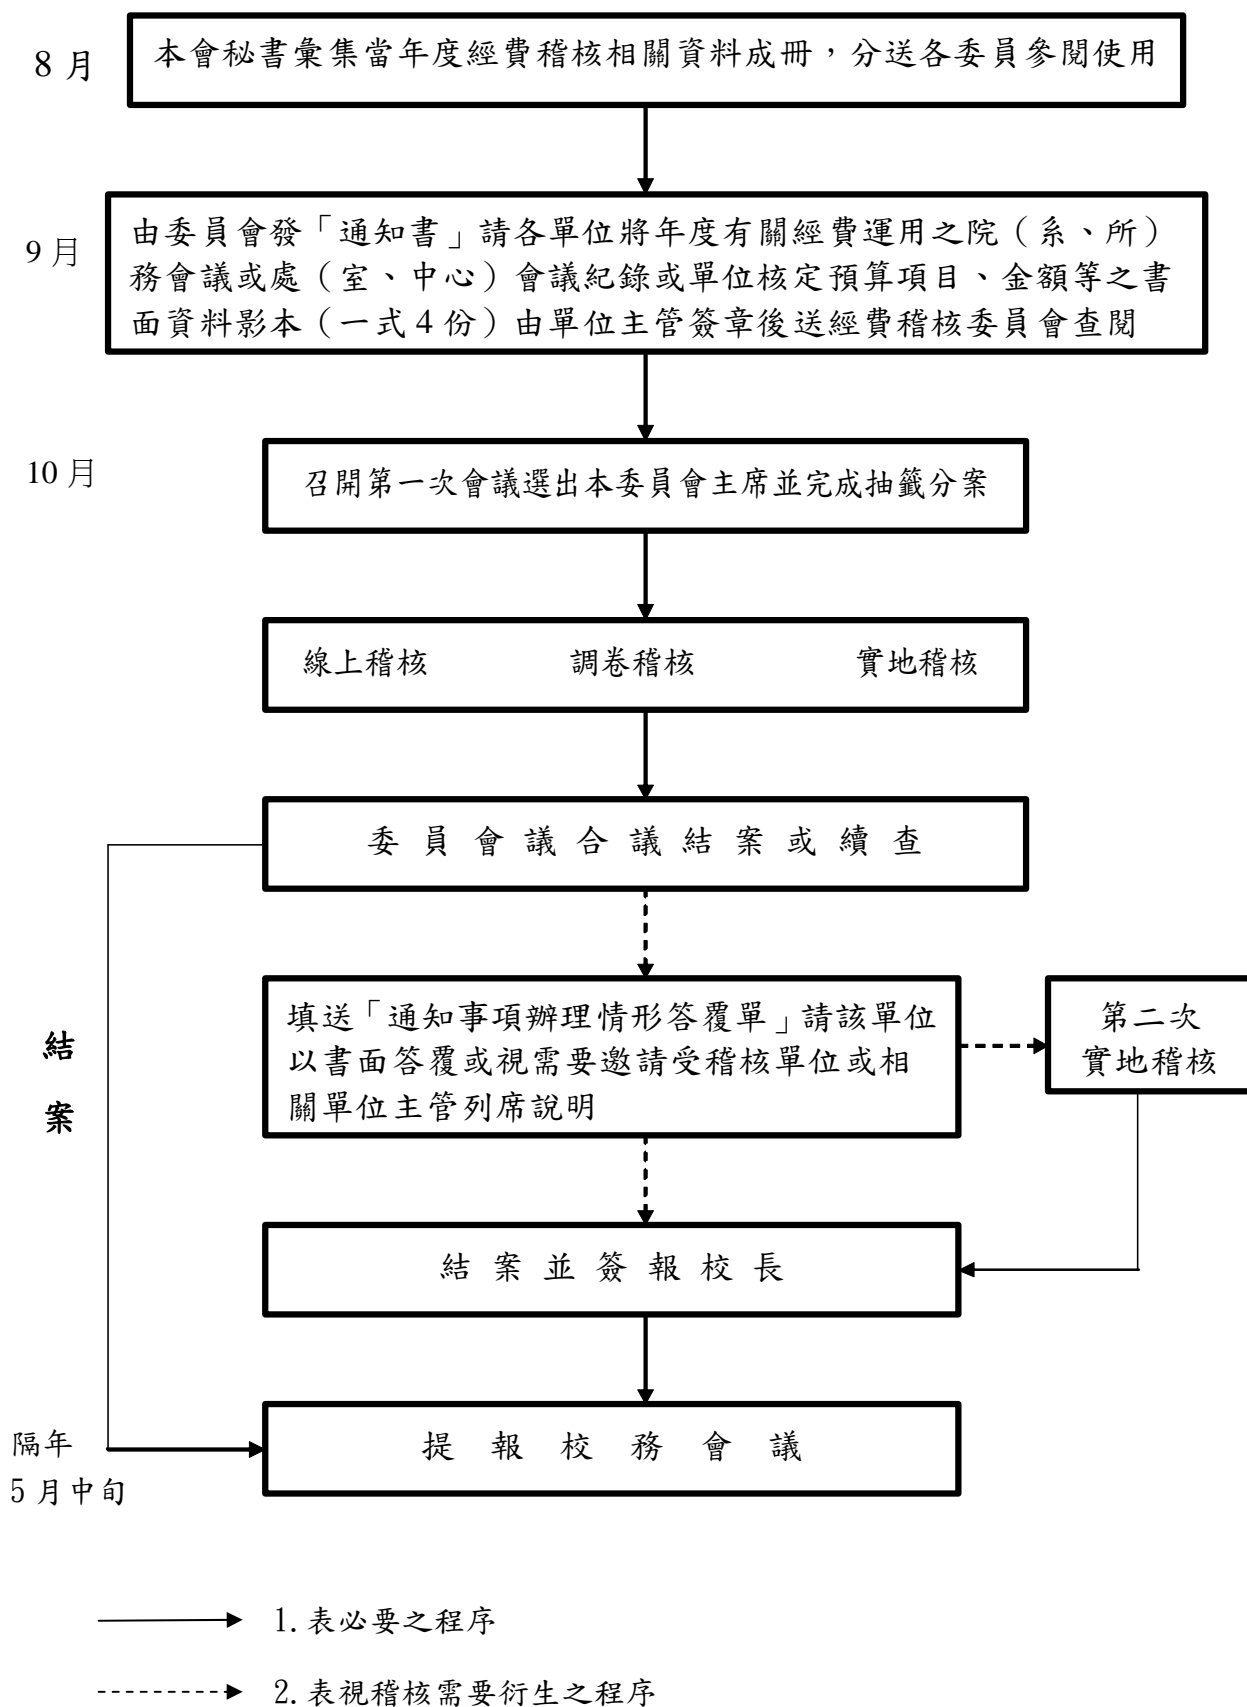 8 月
本會秘書彙集當年度經費稽核相關資料成冊，分送各委員參閱使用
9 月
由委員會發「通知書」請各單位將年度有關經費運用之院（系、所）
務會議或處（室、中心）會議紀錄或單位核定預算項目、金額等之書
面資料影本（一式 4 份）由單位主管簽章後送經費稽核委員會查閱
10 月
召開第一次會議選出本委員會主席並完成抽籤分案
線上稽核 調卷稽核 實地稽核
委 員 會 議 合 議 結 案 或 續 查
結
案
填送「通知事項辦理情形答覆單」請該單位
以書面答覆或視需要邀請受稽核單位或相
關單位主管列席說明
第二次
實地稽核
結 案 並 簽 報 校 長
隔年
5 月中旬
提 報 校 務 會 議
1. 表必要之程序
2. 表視稽核需要衍生之程序